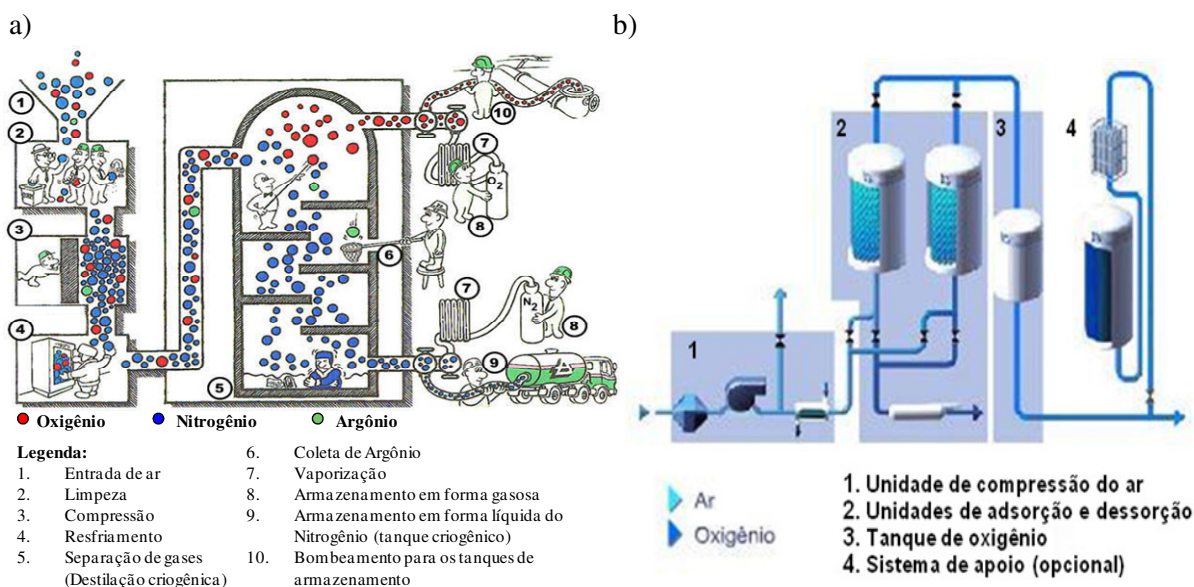 a)
b)
1
2
3
4
5
6
7
8
10
O2
7
N2
8
9
Oxigênio Nitrogênio Argônio
Legenda:
1. Entrada de ar
2. Limpeza
3. Compressão
4. Resfriamento
5. Separação de gases
(Destilação criogênica)
6. Coleta de Argônio
7. Vaporização
8. Armazenamento em forma gasosa
9. Armazenamento em forma líquida do
Nitrogênio (tanque criogênico)
10. Bombeamento para os tanques de
armazenamento
1
2
3
4
Ar
Oxigênio
1. Unidade de compressão do ar
2. Unidades de adsorção e dessorção
3. Tanque de oxigênio
4. Sistema de apoio (opcional)